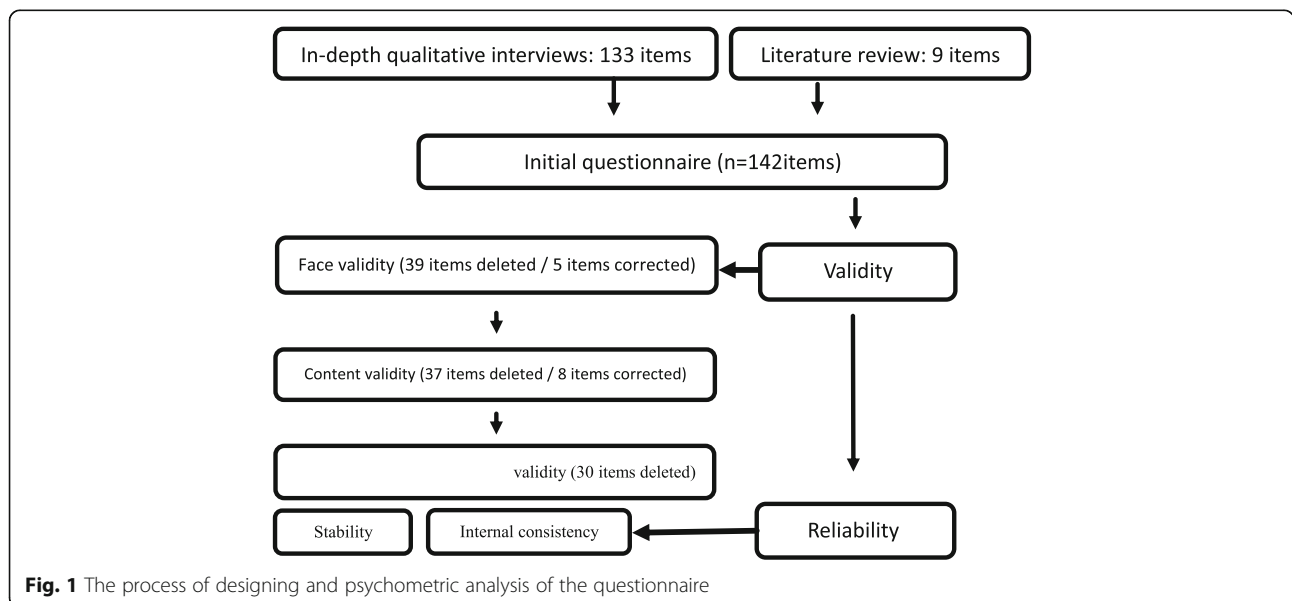 In-depth qualitative interviews: 133 items
Literature review: 9 items
Initial questionnaire (n=142items)
Face validity (39 items deleted / 5 items corrected)
Validity
Content validity (37 items deleted / 8 items corrected)
validity (30 items deleted)
Stability
Internal consistency
Reliability
Fig. 1 The process of designing and psychometric analysis of the questionnaire